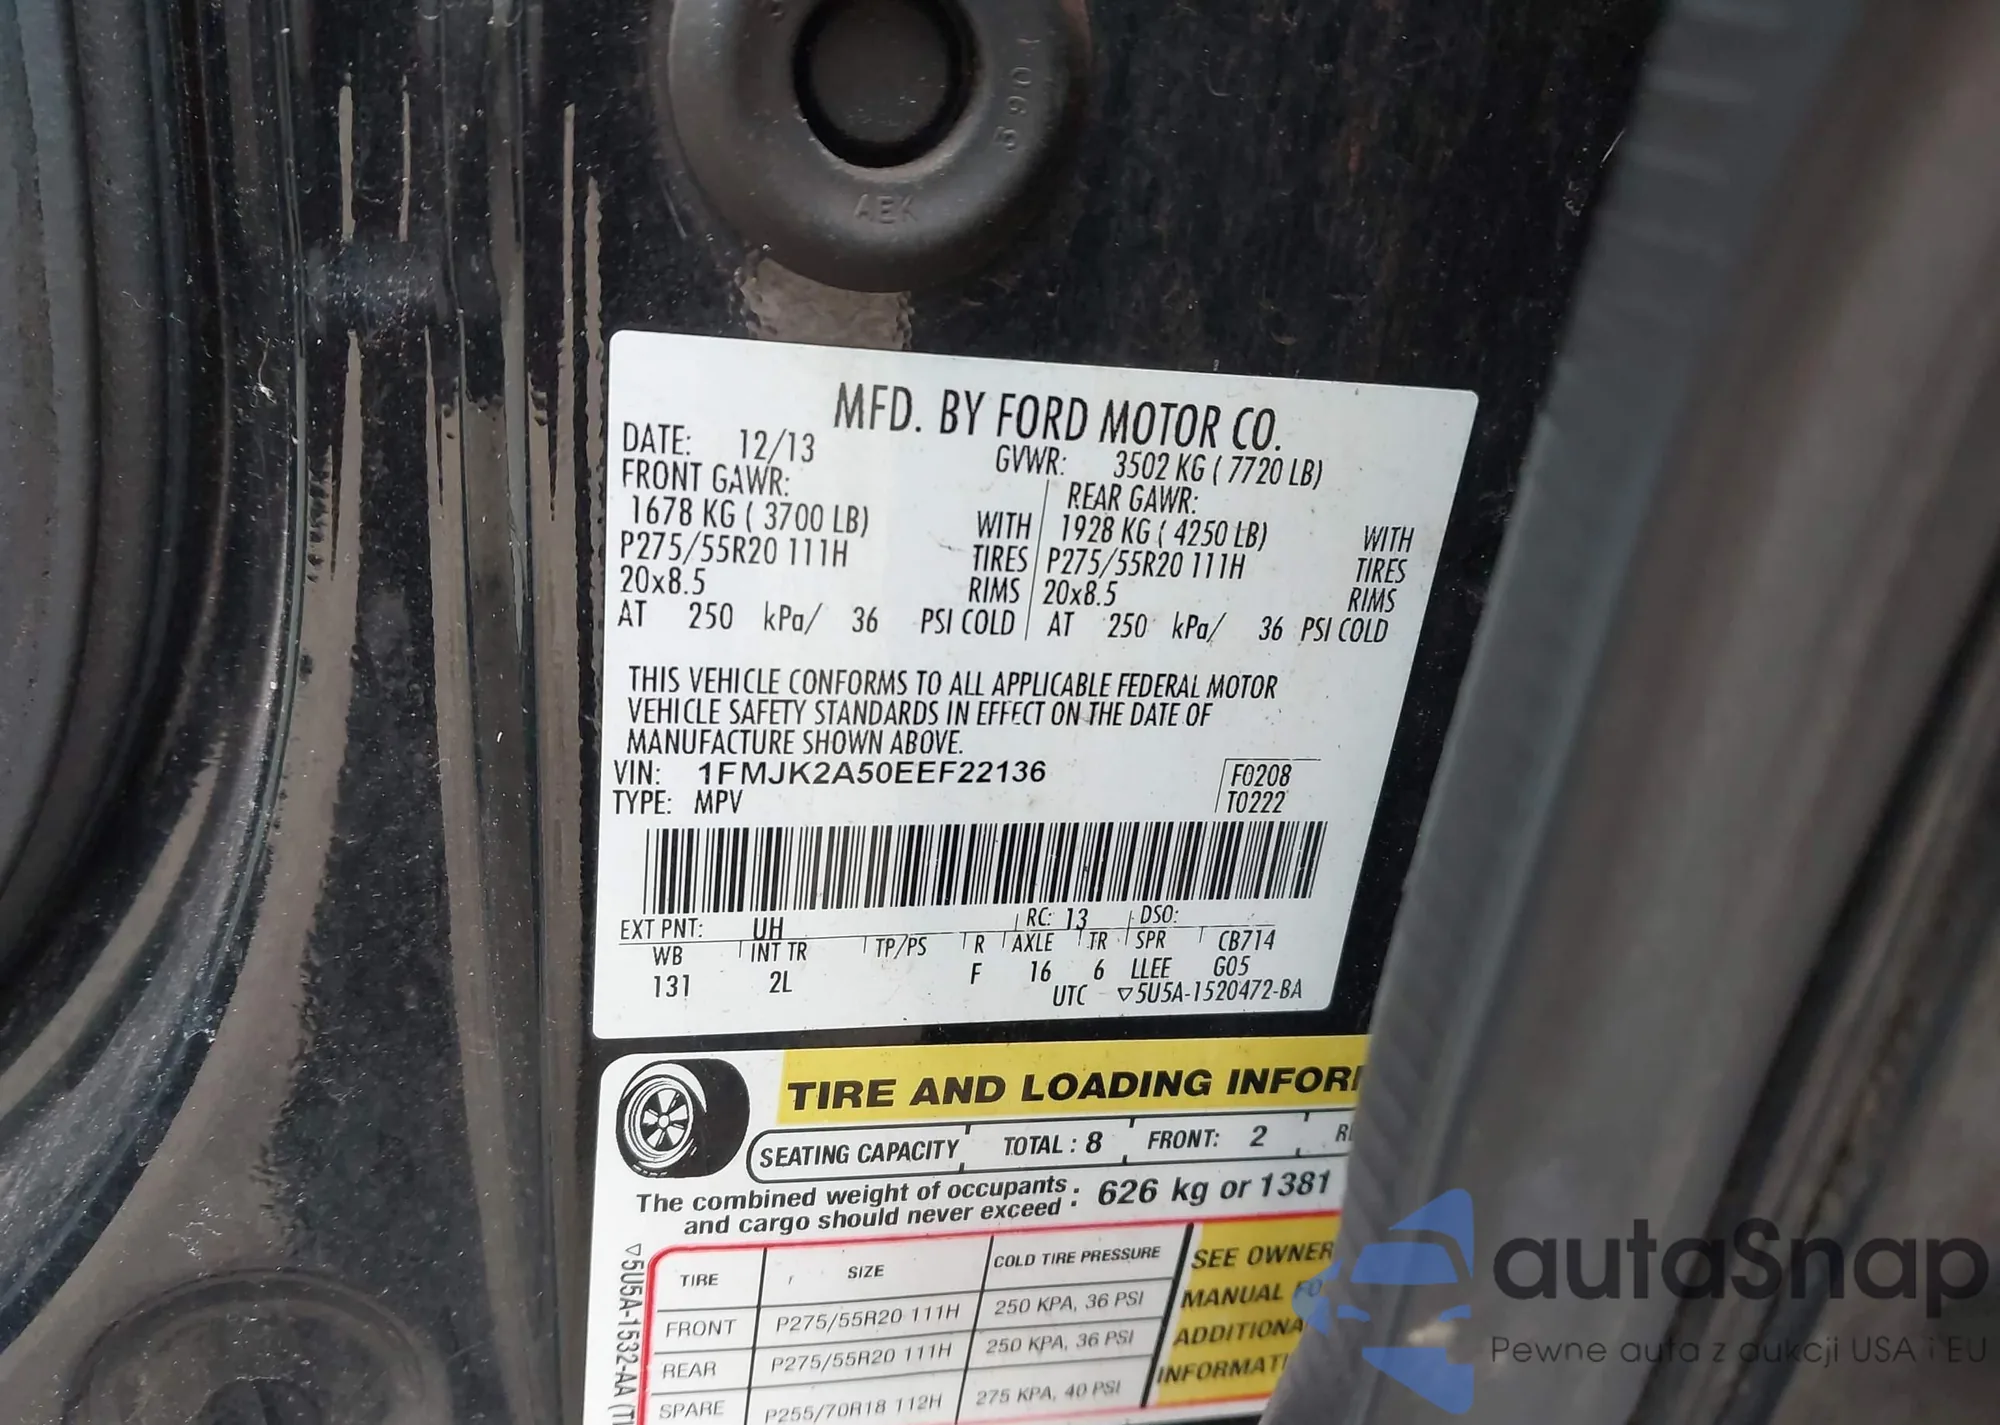 1069
AEK
MFD. BY FORD MOTOR CO.
DATE: 12/13 GVWR: 3502 KG ( 7720 LB)
FRONT GAWR: REAR GAWR:
1678 KG ( 3700 LB) WITH 1928 KG ( 4250 LB) WITH
P275/55R20 111H TIRES P275/55R20 111H TIRES
20x8.5 RIMS 20x8.5 RIMS
AT 250 kPa/ 36 PSI COLD AT 250 kPa/ 36 PSI COLD
THIS VEHICLE CONFORMS TO ALL APPLICABLE FEDERAL MOTOR
VEHICLE SAFETY STANDARDS IN EFFECT ON THE DATE OF
MANUFACTURE SHOWN ABOVE.
VIN: 1FMJK2A50EEF22136 F0208
TYPE: MPV T0222
EXT PNT: UH RC: 13 DSO:
WB INT TR TP/PS R AXLE TR SPR CB714
131 2L F 16 6 LLEE G05
UTC ▽5U5A-1520472-BA
TIRE AND LOADING INFOR
SEATING CAPACITY TOTAL : 8 FRONT: 2
The combined weight of occupants
and cargo should never exceed : 626 kg or 1381
TIRE SIZE COLD TIRE PRESSURE
FRONT P275/55R20 111H 250 KPA, 36 PSI
REAR P275/55R20 111H 250 KPA, 36 PSI
SPARE P255/70R18 112H 275 KPA, 40 PSI
SEE OWNER
MANUAL FO
ADDITIONA
INFORMATI
▽5U5A-1532-AA
autaSnap
Pewne auta z aukcji USA i EU